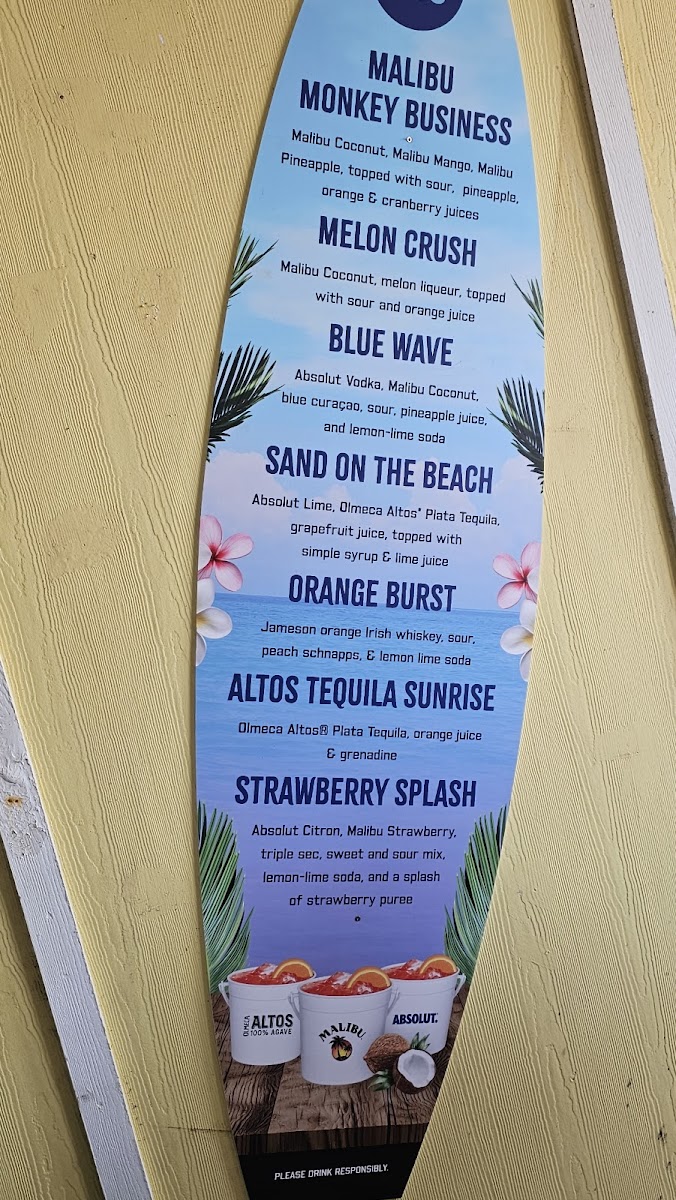 MALIBU
MONKEY BUSINESS
Malibu Coconut, Malibu Mango, Malibu
Pineapple, topped with sour, pineapple,
orange & cranberry juices
MELON CRUSH
Malibu Coconut, melon liqueur, topped
with sour and orange juice
BLUE WAVE
Absolut Vodka, Malibu Coconut,
blue curaçao, sour, pineapple juice,
and lemon-lime soda
SAND ON THE BEACH
Absolut Lime, Olmeca Altos® Plata Tequila,
grapefruit juice, topped with
simple syrup & lime juice
ORANGE BURST
Jameson orange Irish whiskey, sour,
peach schnapps, & lemon lime soda
ALTOS TEQUILA SUNRISE
Olmeca Altos® Plata Tequila, orange juice
& grenadine
STRAWBERRY SPLASH
Absolut Citron, Malibu Strawberry,
triple sec, sweet and sour mix,
lemon-lime soda, and a splash
of strawberry puree
OLMECA
ALTOS
100% AGAVE
MALIBU
ABSOLUT.
PLEASE DRINK RESPONSIBLY.